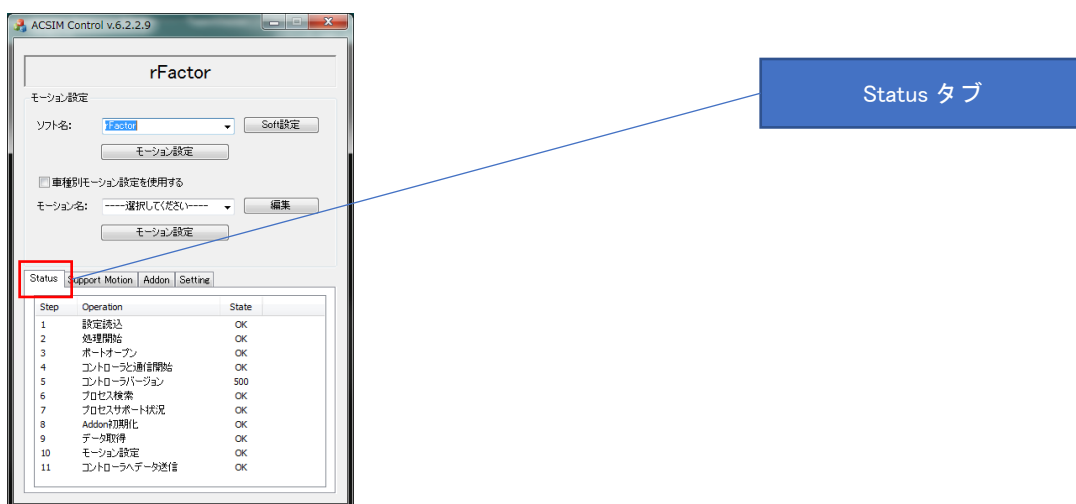 ACSIM Control v.6.2.2.9
rFactor
モーション設定
ソフト名: rFactor Soft設定
モーション設定
車種別モーション設定を使用する
モーション名: ----選択してください---- 編集
モーション設定
Status Support Motion Addon Setting
Step Operation State
1 設定読込 OK
2 処理開始 OK
3 ポートオープン OK
4 コントローラと通信開始 OK
5 コントローラバージョン 500
6 プロセス検索 OK
7 プロセスサポート状況 OK
8 Addon初期化 OK
9 データ取得 OK
10 モーション設定 OK
11 コントローラへデータ送信 OK
Status タブ